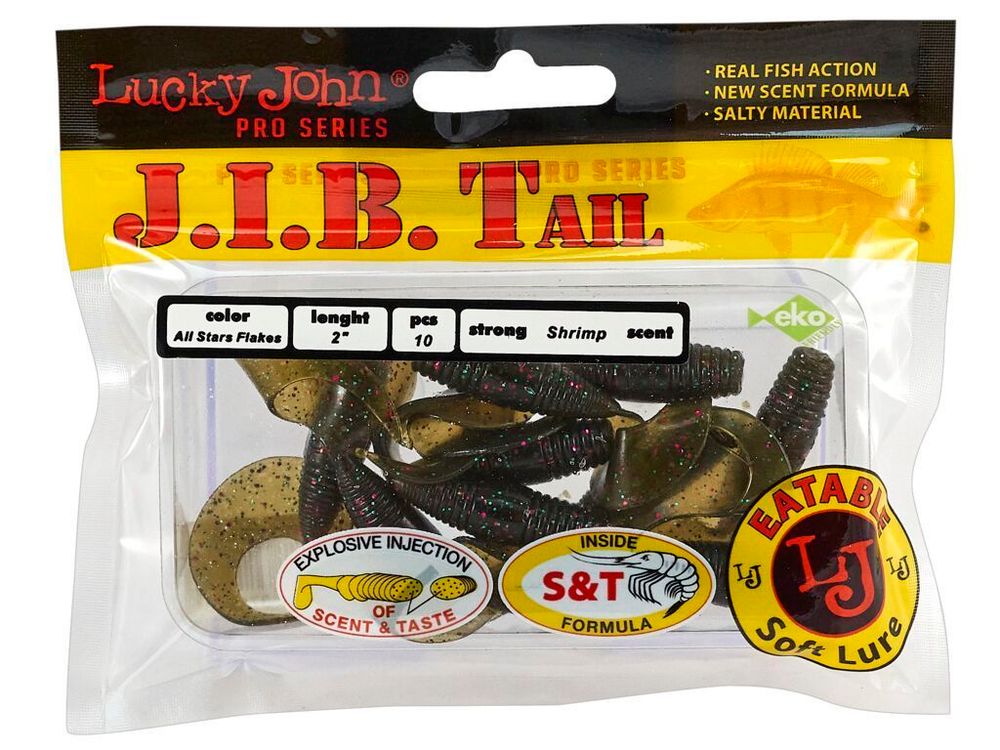 Lucky John®
PRO SERIES
· REAL FISH ACTION
· NEW SCENT FORMULA
· SALTY MATERIAL
PRO SERIES
J.I.B. TAIL
color
All Stars Flakes
lenght
2"
pcs
10
strong Shrimp scent
eko
EXPLOSIVE INJECTION
OF
SCENT & TASTE
INSIDE
S&T
FORMULA
EATABLE
LJ
LJ
LJ
Soft Lure